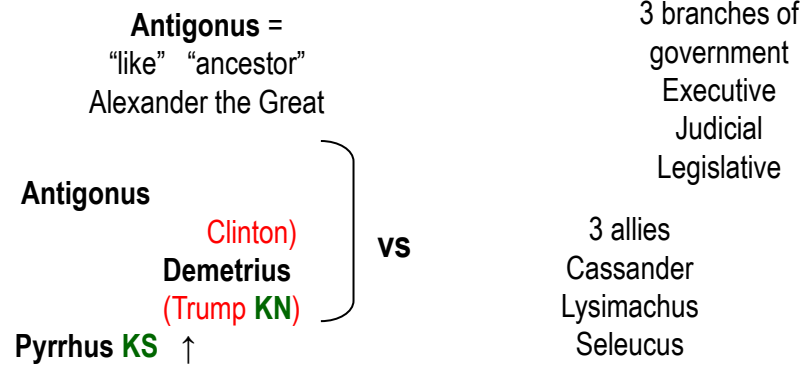 Antigonus =
“like” “ancestor”
Alexander the Great
Antigonus
Clinton)
Demetrius
(Trump KN)
Pyrrhus KS ↑
vs
3 branches of
government
Executive
Judicial
Legislative
3 allies
Cassander
Lysimachus
Seleucus